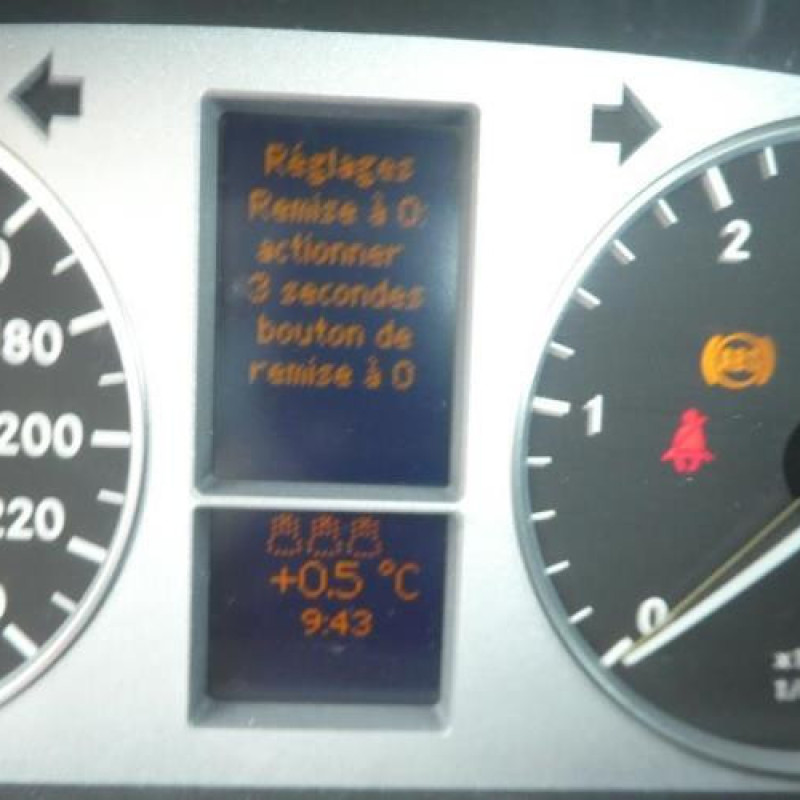 Réglages
Remise à 0:
actionner
3 secondes
bouton de
remise à 0
+0.5 °C
9:43
80
200
220
2
1
0